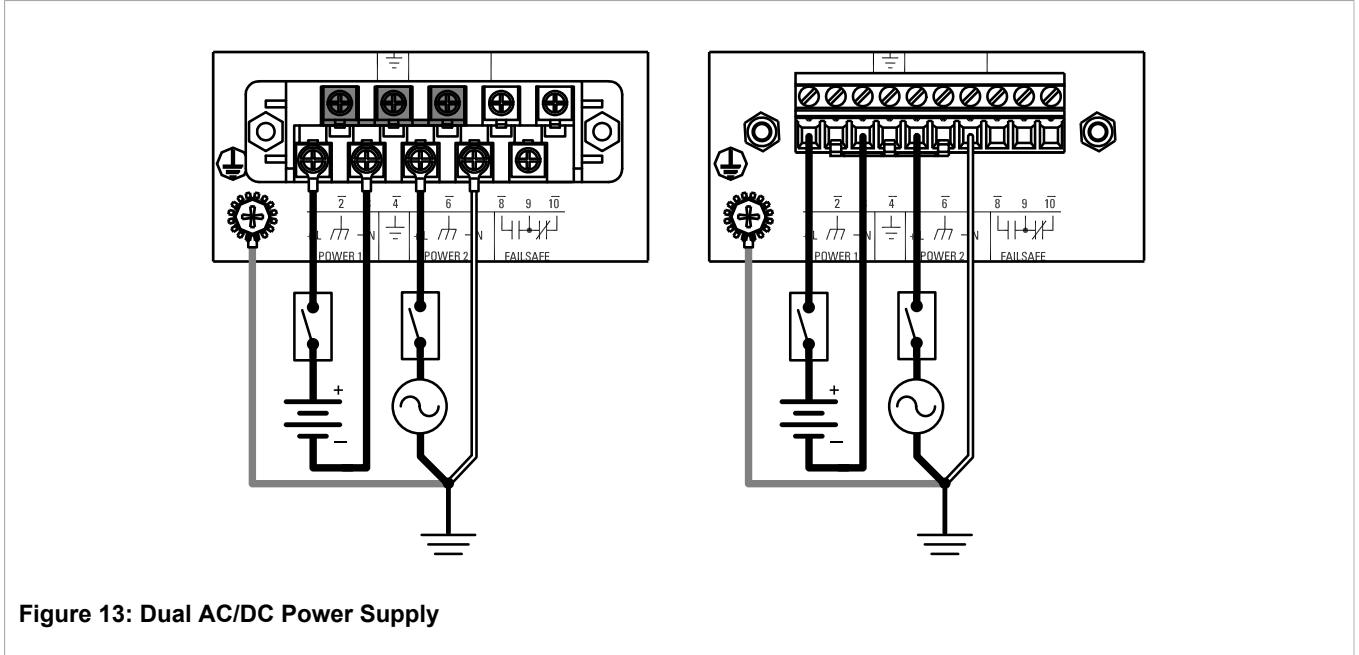 2 4 6 8 9 10
+L -N +L -N
POWER 1 POWER 2 FAILSAFE
+
−
2 4 6 8 9 10
+L -N +L -N
POWER 1 POWER 2 FAILSAFE
+
−
Figure 13: Dual AC/DC Power Supply